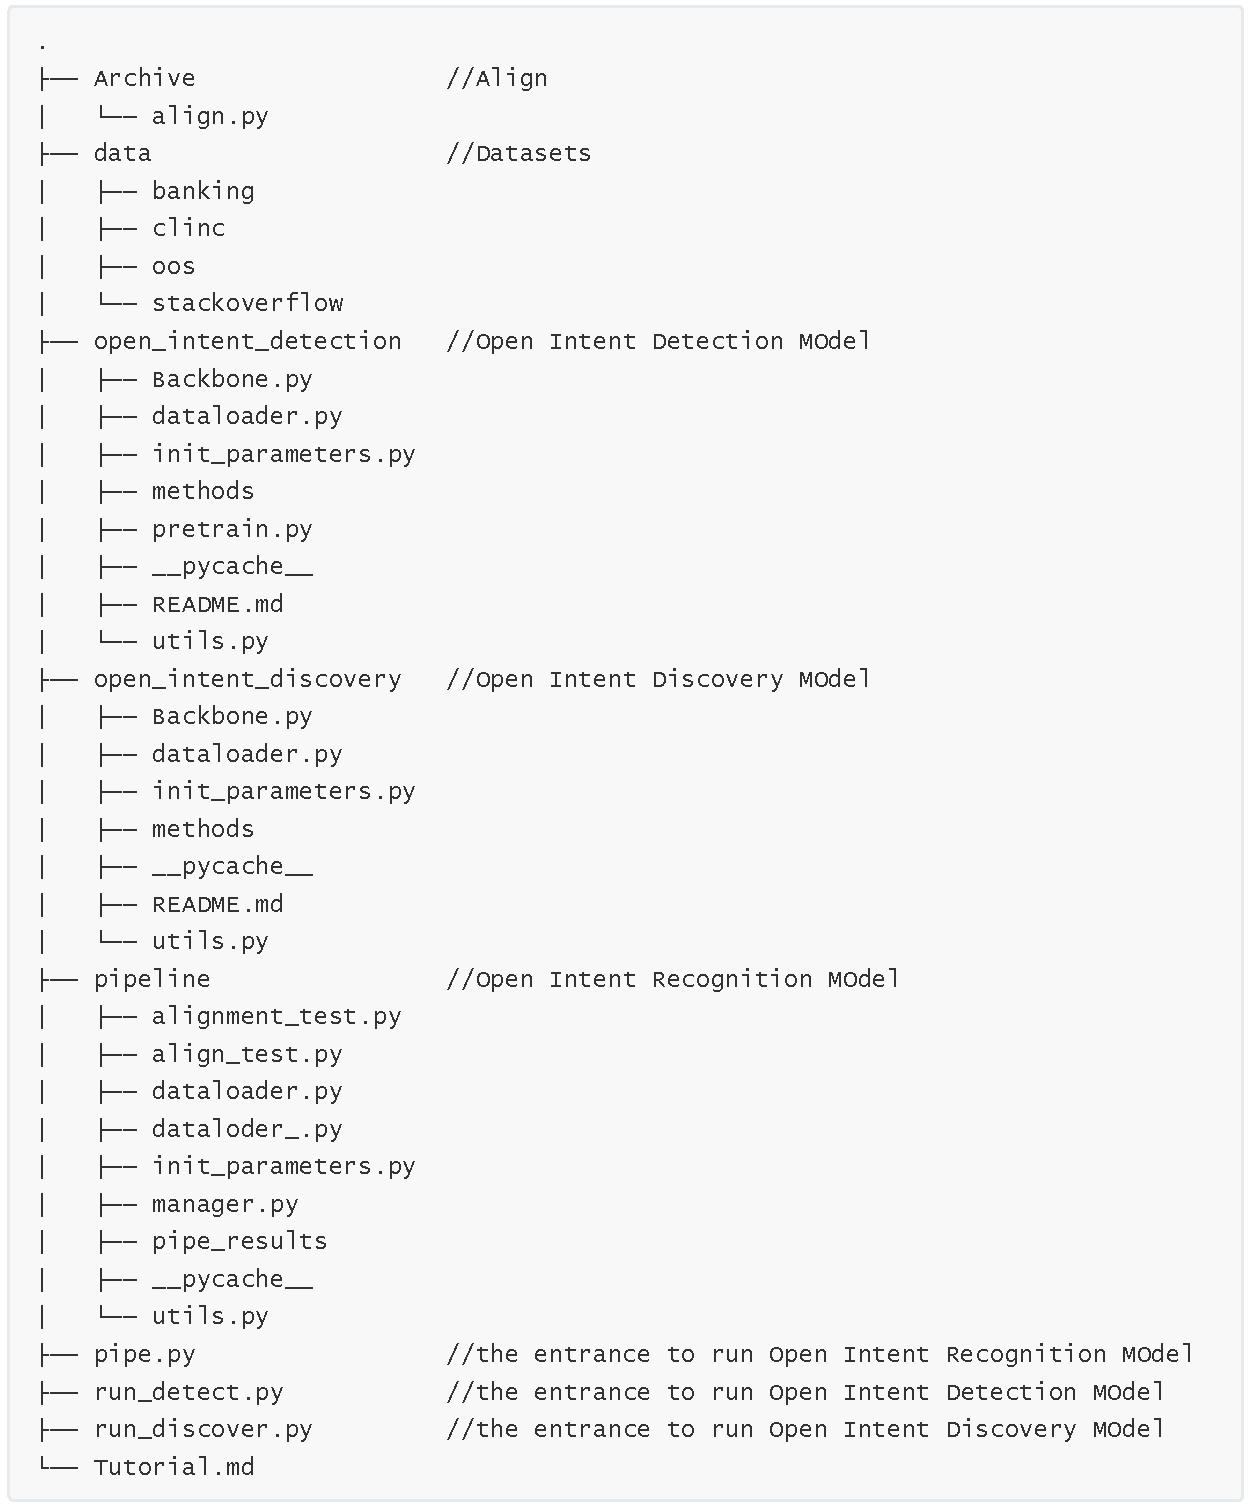 .
├── Archive                 //Align
│   └── align.py
├── data                    //Datasets
│   ├── banking
│   ├── clinc
│   ├── oos
│   └── stackoverflow
├── open_intent_detection   //Open Intent Detection MOdel
│   ├── Backbone.py
│   ├── dataloader.py
│   ├── init_parameters.py
│   ├── methods
│   ├── pretrain.py
│   ├── __pycache__
│   ├── README.md
│   └── utils.py
├── open_intent_discovery   //Open Intent Discovery MOdel
│   ├── Backbone.py
│   ├── dataloader.py
│   ├── init_parameters.py
│   ├── methods
│   ├── __pycache__
│   ├── README.md
│   └── utils.py
├── pipeline                //Open Intent Recognition MOdel
│   ├── alignment_test.py
│   ├── align_test.py
│   ├── dataloader.py
│   ├── dataloder_.py
│   ├── init_parameters.py
│   ├── manager.py
│   ├── pipe_results
│   ├── __pycache__
│   └── utils.py
├── pipe.py                 //the entrance to run Open Intent Recognition MOdel
├── run_detect.py           //the entrance to run Open Intent Detection MOdel
├── run_discover.py         //the entrance to run Open Intent Discovery MOdel
└── Tutorial.md